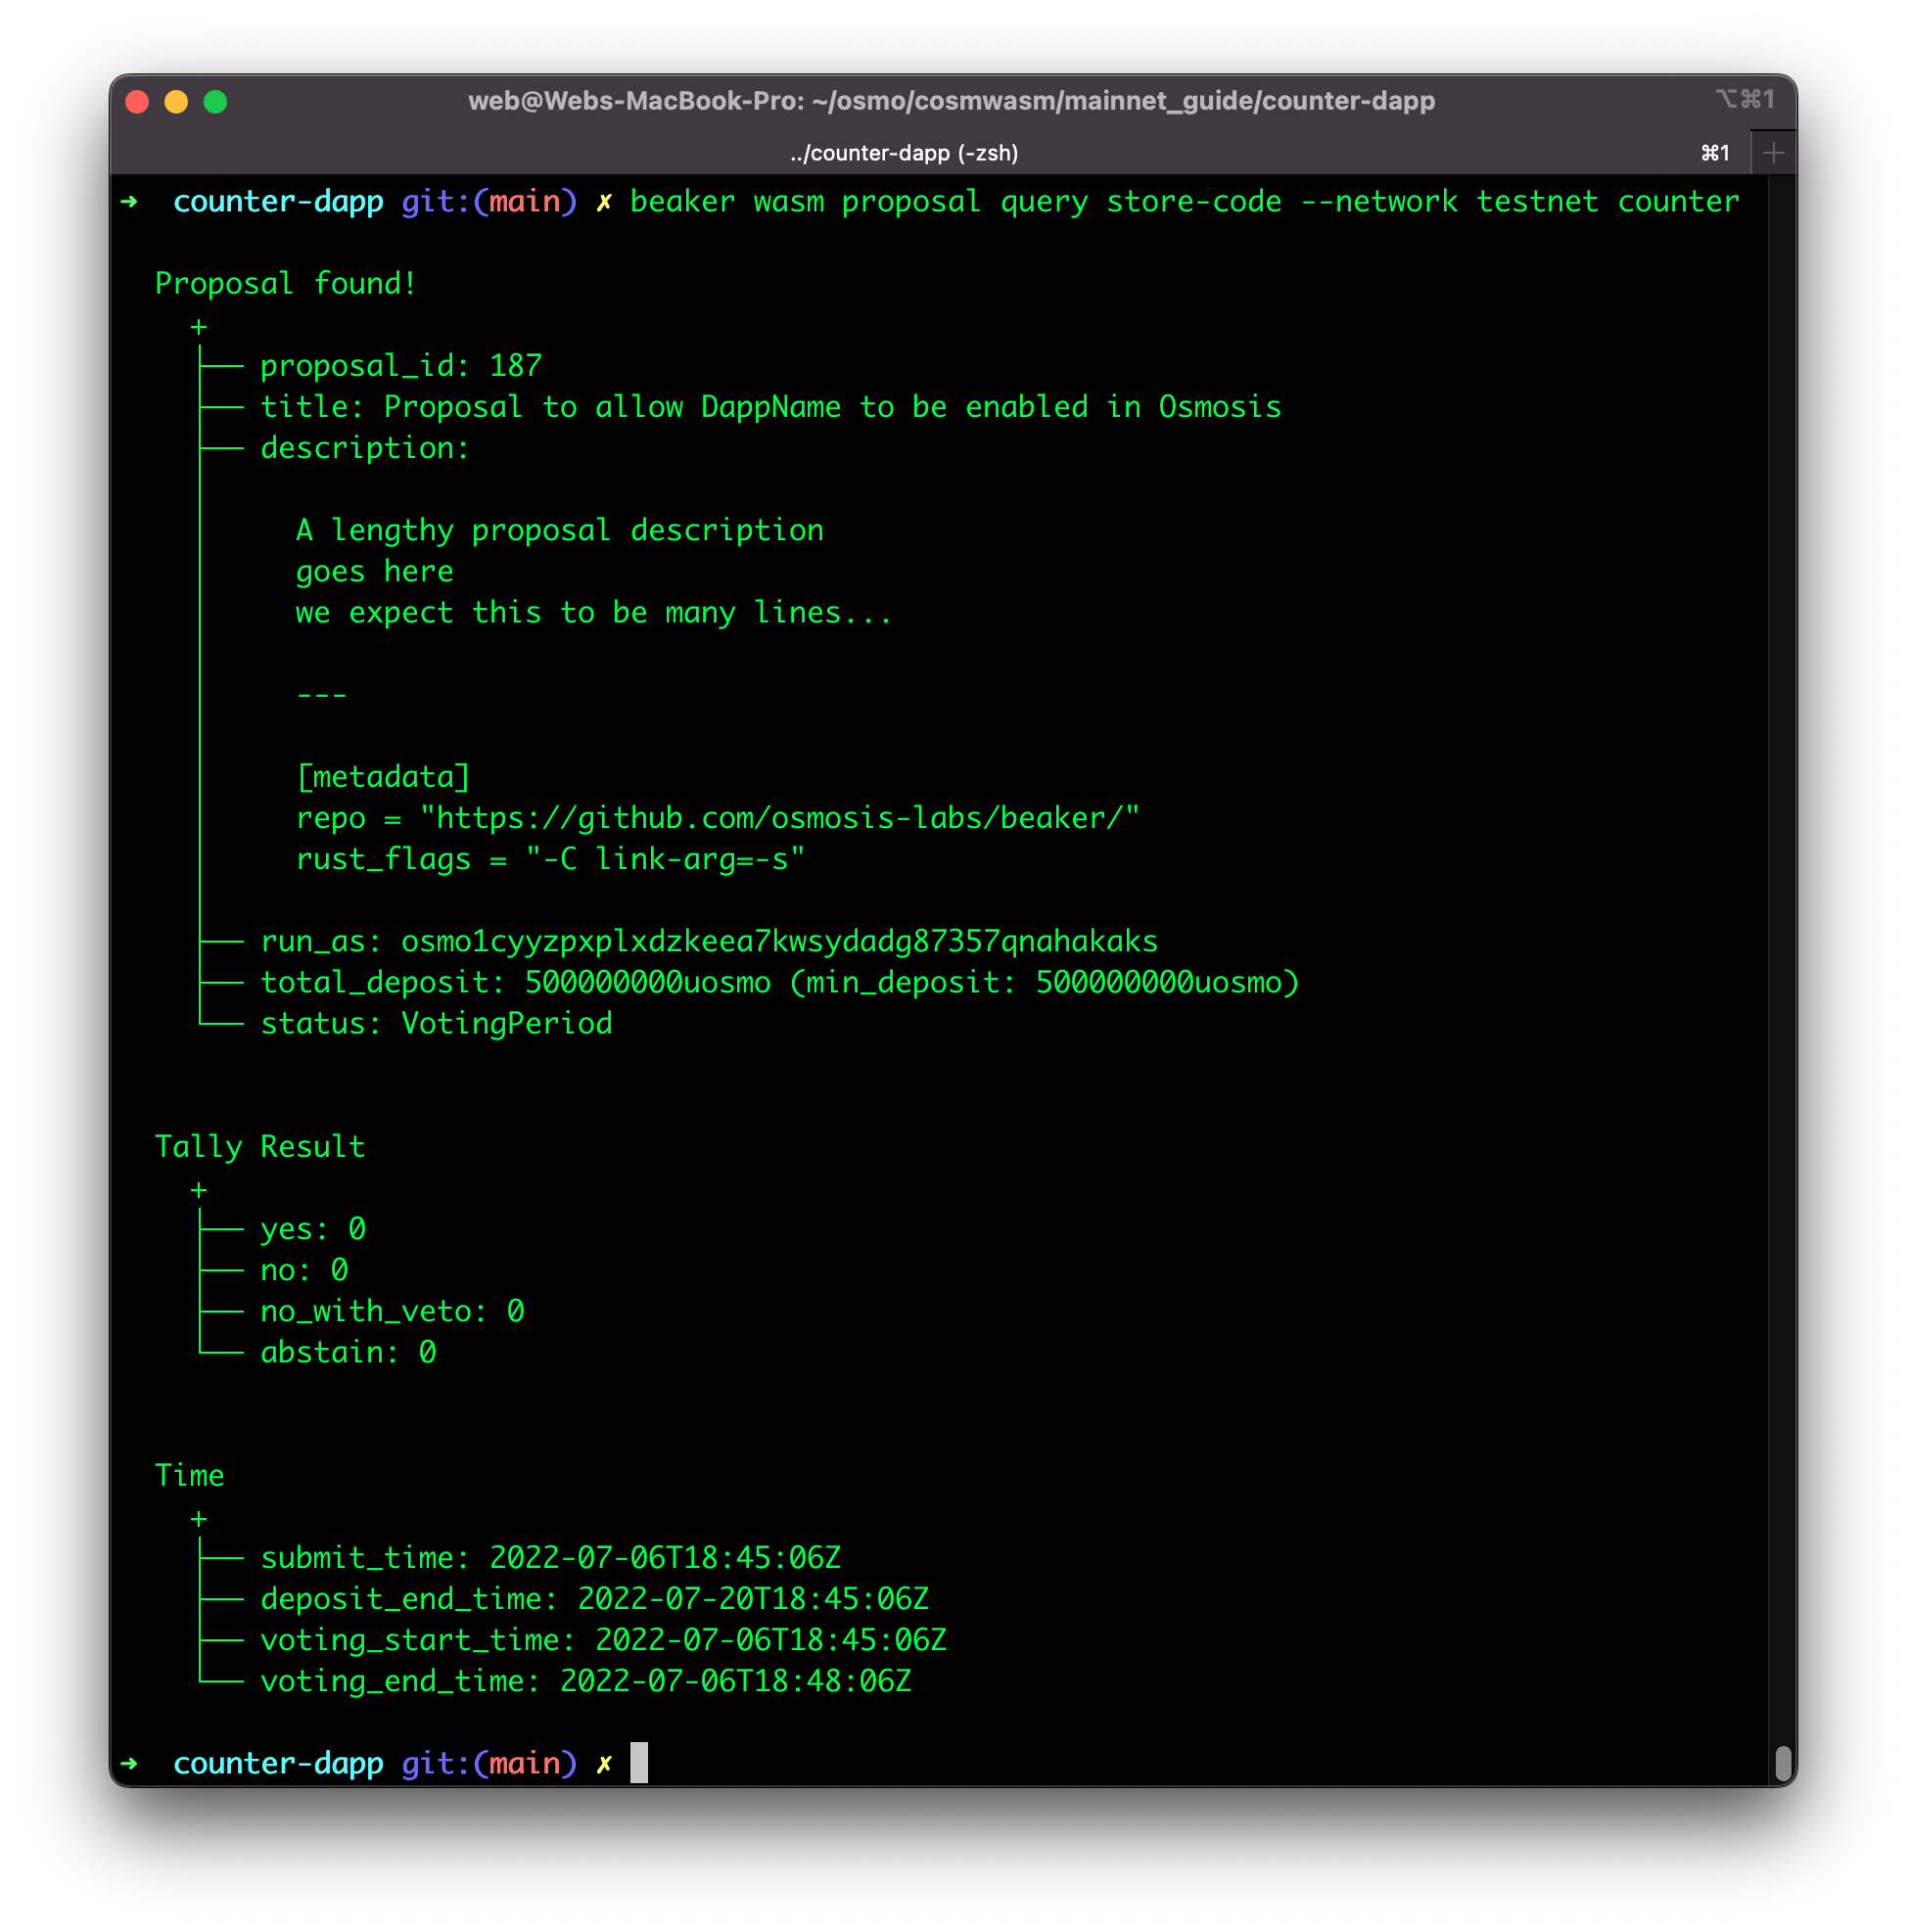 web@Webs-MacBook-Pro: ~/osmo/cosmwasm/mainnet_guide/counter-dapp ⌥⌘1
../counter-dapp (-zsh) ⌘1
➜ counter-dapp git:(main) ✗ beaker wasm proposal query store-code --network testnet counter
Proposal found!
+
├── proposal_id: 187
├── title: Proposal to allow DappName to be enabled in Osmosis
├── description:
│ A lengthy proposal description
│ goes here
│ we expect this to be many lines...
│ ---
│ [metadata]
│ repo = "https://github.com/osmosis-labs/beaker/"
│ rust_flags = "-C link-arg=-s"
├── run_as: osmo1cyyzpxplxdzkeea7kwsydadg87357qnahakaks
├── total_deposit: 500000000uosmo (min_deposit: 500000000uosmo)
└── status: VotingPeriod
Tally Result
+
├── yes: 0
├── no: 0
├── no_with_veto: 0
└── abstain: 0
Time
+
├── submit_time: 2022-07-06T18:45:06Z
├── deposit_end_time: 2022-07-20T18:45:06Z
├── voting_start_time: 2022-07-06T18:45:06Z
└── voting_end_time: 2022-07-06T18:48:06Z
➜ counter-dapp git:(main) ✗